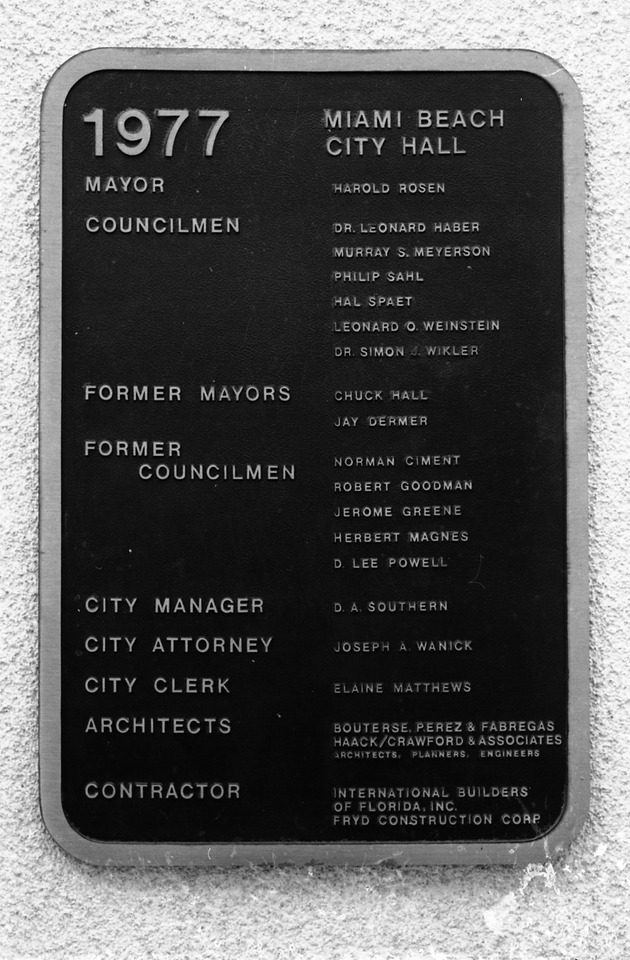 1977 MIAMI BEACH
CITY HALL
MAYOR HAROLD ROSEN
COUNCILMEN DR. LEONARD HABER
MURRAY S. MEYERSON
PHILIP SAHL
HAL SPAET
LEONARD O. WEINSTEIN
DR. SIMON J. WIKLER
FORMER MAYORS CHUCK HALL
JAY DERMER
FORMER
COUNCILMEN NORMAN CIMENT
ROBERT GOODMAN
JEROME GREENE
HERBERT MAGNES
D. LEE POWELL
CITY MANAGER D. A. SOUTHERN
CITY ATTORNEY JOSEPH A. WANICK
CITY CLERK ELAINE MATTHEWS
ARCHITECTS BOUTERSE, PEREZ & FABREGAS
HAACK/CRAWFORD & ASSOCIATES
ARCHITECTS, PLANNERS, ENGINEERS
CONTRACTOR INTERNATIONAL BUILDERS'
OF FLORIDA, INC.
FRYD CONSTRUCTION CORP